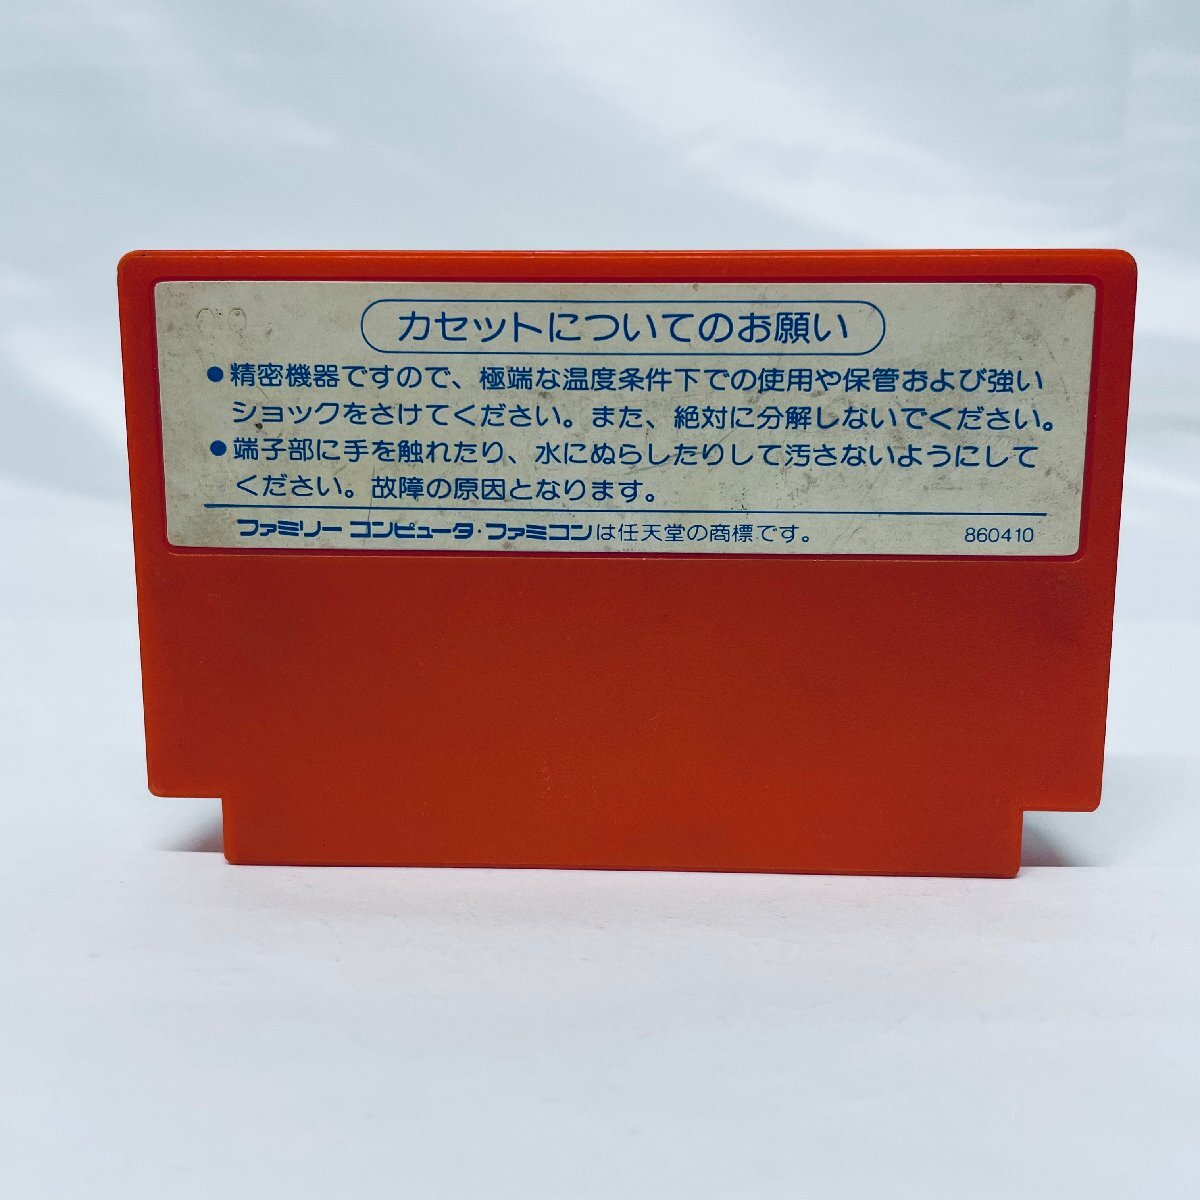 カセットについてのお願い
●精密機器ですので、極端な温度条件下での使用や保管および強い
ショックをさけてください。また、絶対に分解しないでください。
●端子部に手を触れたり、水にぬらしたりして汚さないようにして
ください。故障の原因となります。
ファミリーコンピュータ・ファミコンは任天堂の商標です。 860410